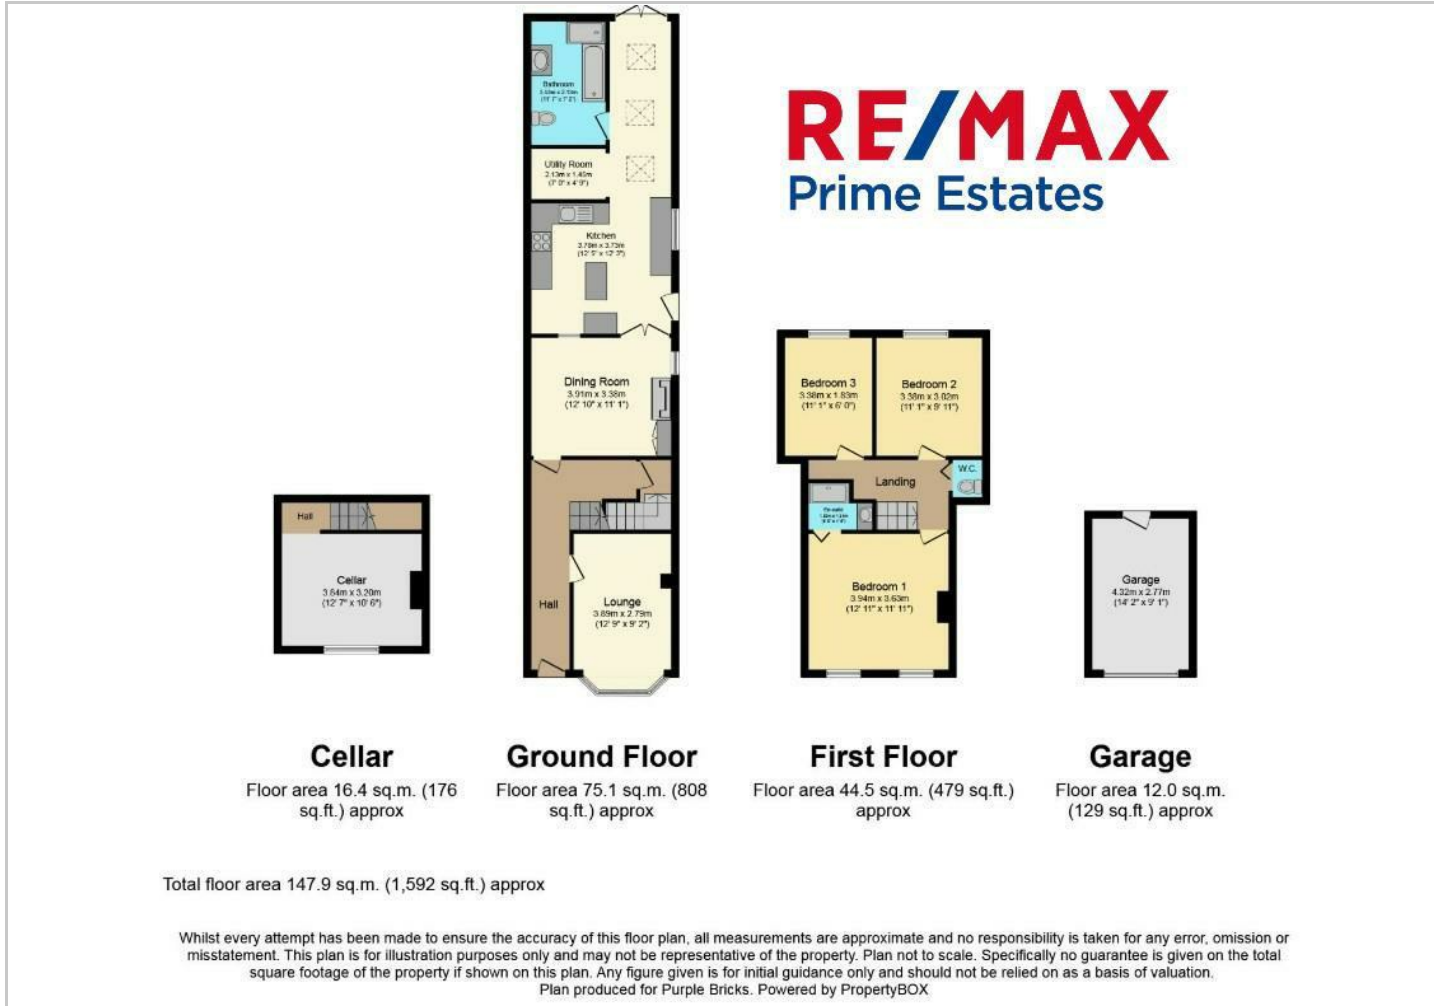 RE/MAX
Prime Estates
Bathroom
Utility Room
2.13m x 1.45m
(7' 0" x 4' 9")
Kitchen
3.78m x 3.73m
(12' 5" x 12' 3")
Dining Room
3.91m x 3.38m
(12' 10" x 11' 1")
Hall
Lounge
3.89m x 2.79m
(12' 9" x 9' 2")
Hall
Cellar
3.84m x 3.20m
(12' 7" x 10' 6")
Bedroom 3
3.38m x 1.83m
(11' 1" x 6' 0")
Bedroom 2
3.38m x 3.02m
(11' 1" x 9' 11")
W.C.
Landing
Bedroom 1
3.94m x 3.63m
(12' 11" x 11' 11")
Garage
4.32m x 2.77m
(14' 2" x 9' 1")
Cellar
Floor area 16.4 sq.m. (176
sq.ft.) approx
Ground Floor
Floor area 75.1 sq.m. (808
sq.ft.) approx
First Floor
Floor area 44.5 sq.m. (479 sq.ft.)
approx
Garage
Floor area 12.0 sq.m.
(129 sq.ft.) approx
Total floor area 147.9 sq.m. (1,592 sq.ft.) approx
Whilst every attempt has been made to ensure the accuracy of this floor plan, all measurements are approximate and no responsibility is taken for any error, omission or
misstatement. This plan is for illustration purposes only and may not be representative of the property. Plan not to scale. Specifically no guarantee is given on the total
square footage of the property if shown on this plan. Any figure given is for initial guidance only and should not be relied on as a basis of valuation.
Plan produced for Purple Bricks. Powered by PropertyBOX